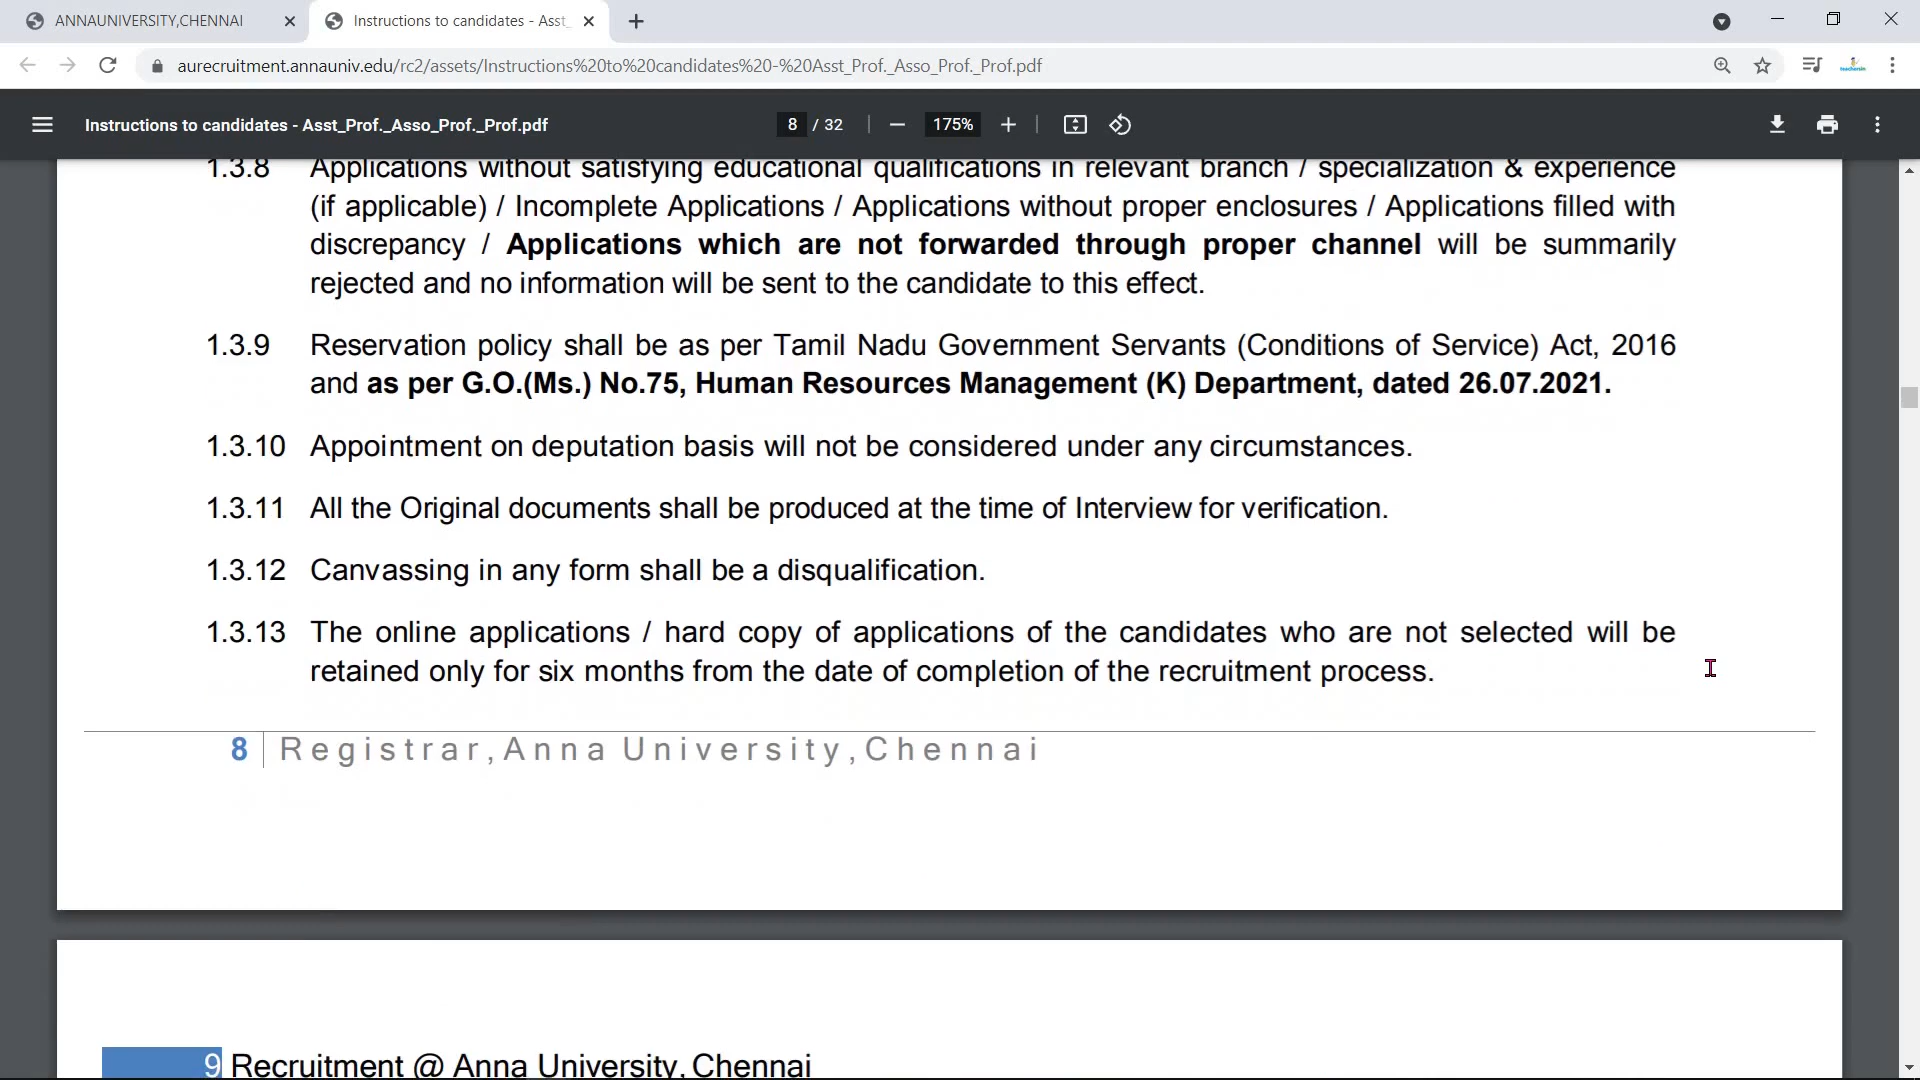 ANNAUNIVERSITY,CHENNAI
Instructions to candidates - Asst_
aurecruitment.annauniv.edu/rc2/assets/Instructions%20to%20candidates%20-%20Asst_Prof._Asso_Prof._Prof.pdf
Instructions to candidates - Asst_Prof._Asso_Prof._Prof.pdf
8 / 32
175%
1.3.8 Applications without satisfying educational qualifications in relevant branch / specialization & experience
(if applicable) / Incomplete Applications / Applications without proper enclosures / Applications filled with
discrepancy / Applications which are not forwarded through proper channel will be summarily
rejected and no information will be sent to the candidate to this effect.
1.3.9 Reservation policy shall be as per Tamil Nadu Government Servants (Conditions of Service) Act, 2016
and as per G.O.(Ms.) No.75, Human Resources Management (K) Department, dated 26.07.2021.
1.3.10 Appointment on deputation basis will not be considered under any circumstances.
1.3.11 All the Original documents shall be produced at the time of Interview for verification.
1.3.12 Canvassing in any form shall be a disqualification.
1.3.13 The online applications / hard copy of applications of the candidates who are not selected will be
retained only for six months from the date of completion of the recruitment process.
8 Registrar,Anna University,Chennai
9 Recruitment @ Anna University, Chennai